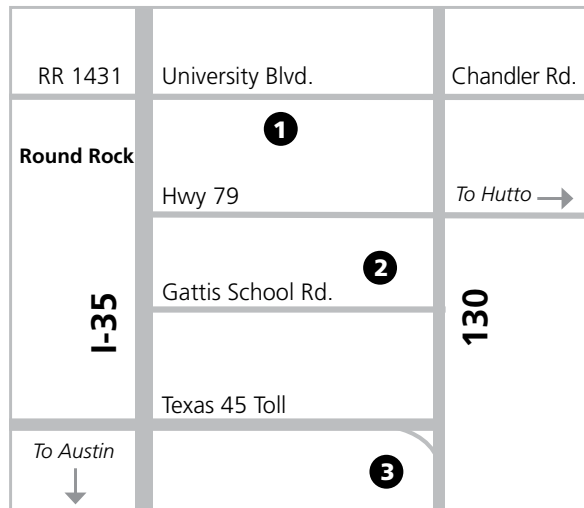 RR 1431
University Blvd.
Chandler Rd.
1
Round Rock
Hwy 79
To Hutto
2
Gattis School Rd.
I-35
130
Texas 45 Toll
To Austin
3